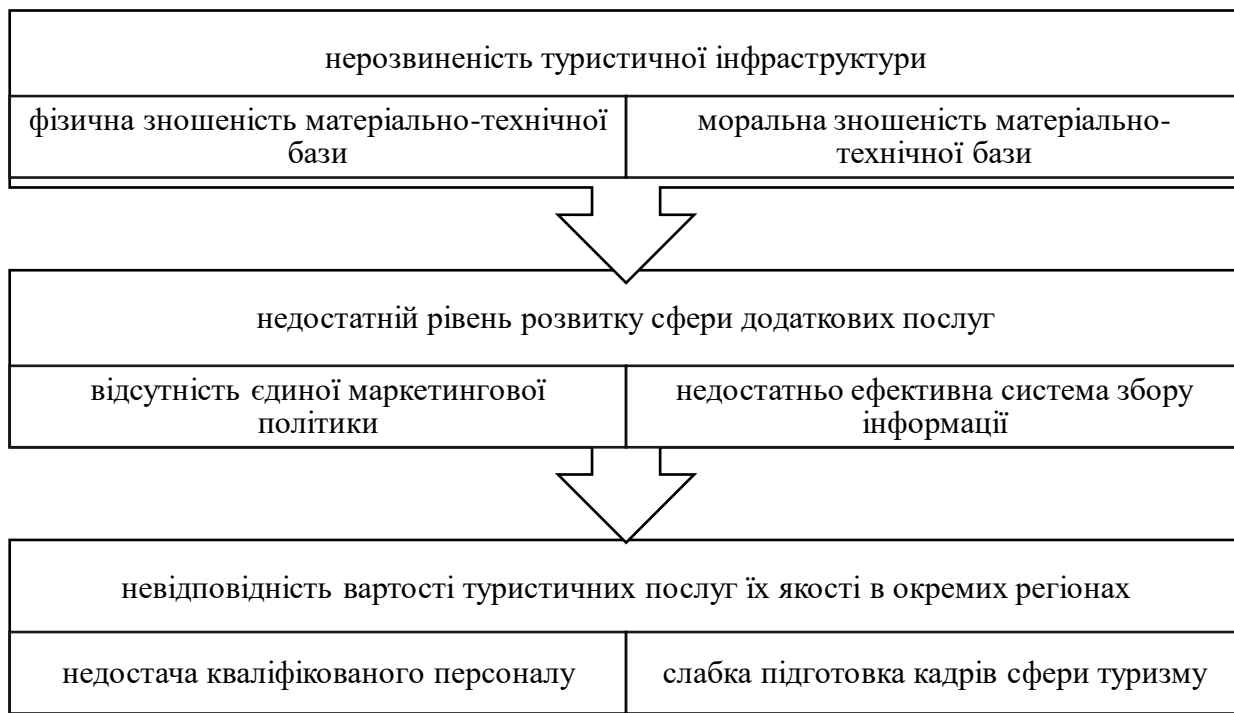 нерозвиненість туристичної інфраструктури
фізична зношеність матеріально-технічної
бази
моральна зношеність матеріально-
технічної бази
недостатній рівень розвитку сфери додаткових послуг
відсутність єдиної маркетингової
політики
недостатньо ефективна система збору
інформації
невідповідність вартості туристичних послуг їх якості в окремих регіонах
недостача кваліфікованого персоналу
слабка підготовка кадрів сфери туризму